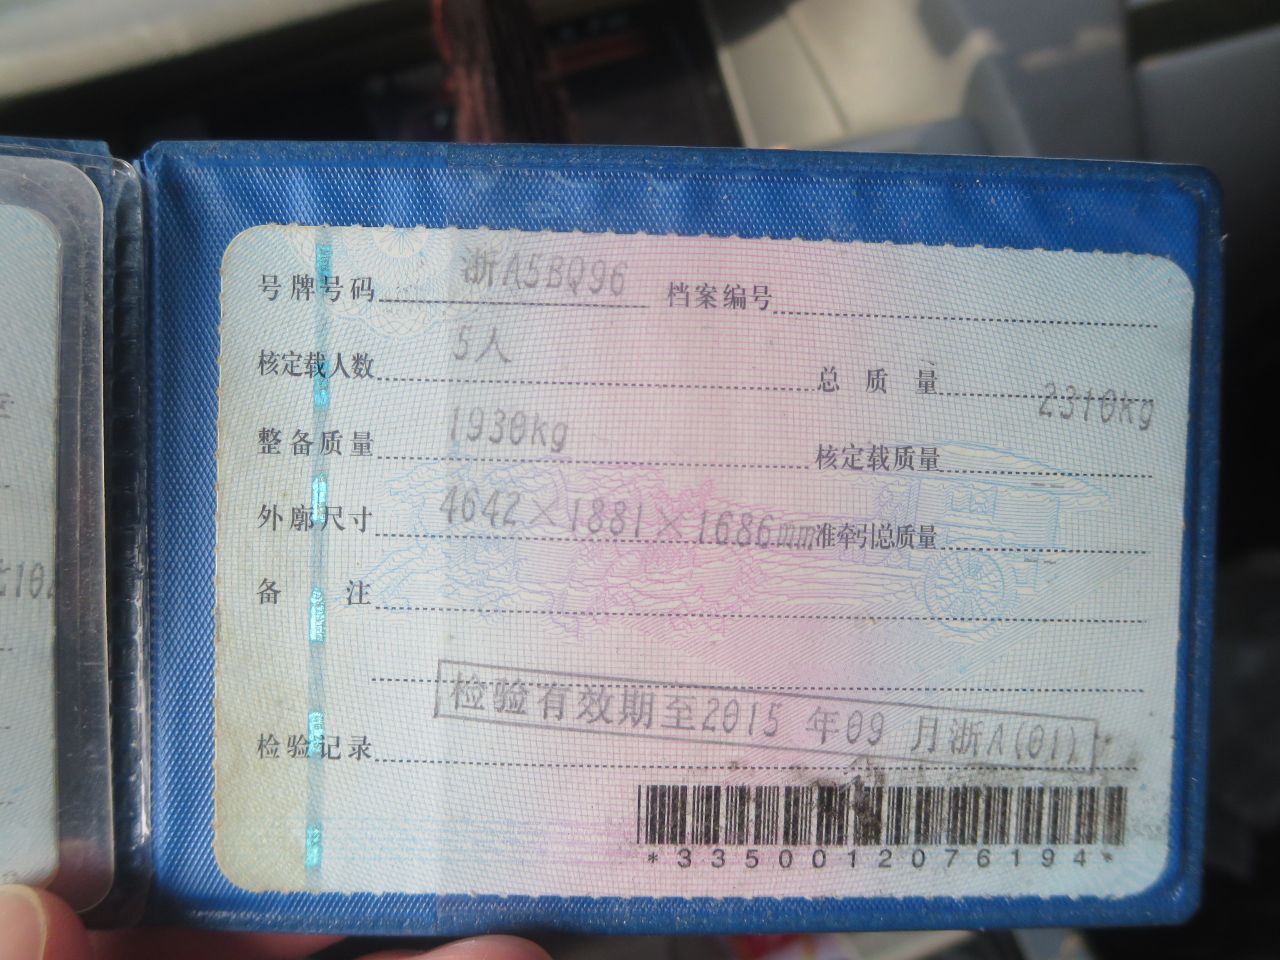 号牌号码 浙A5BQ96 档案编号
核定载人数 5人 总质量 2310kg
整备质量 1930kg 核定载质量
外廓尺寸 4642×1881×1686mm 准牵引总质量
备注
检验有效期至2015年09月浙A(01)
检验记录
*3350012076194*